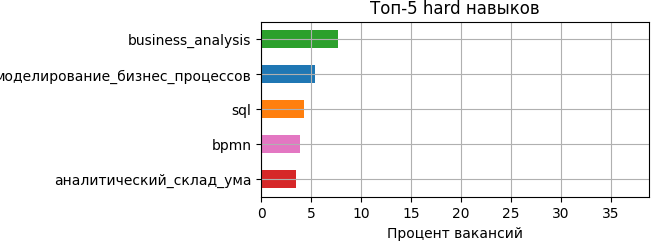 Топ-5 hard навыков
business_analysis
моделирование_бизнес_процессов
sql
bpmn
аналитический_склад_ума
0 5 10 15 20 25 30 35
Процент вакансий